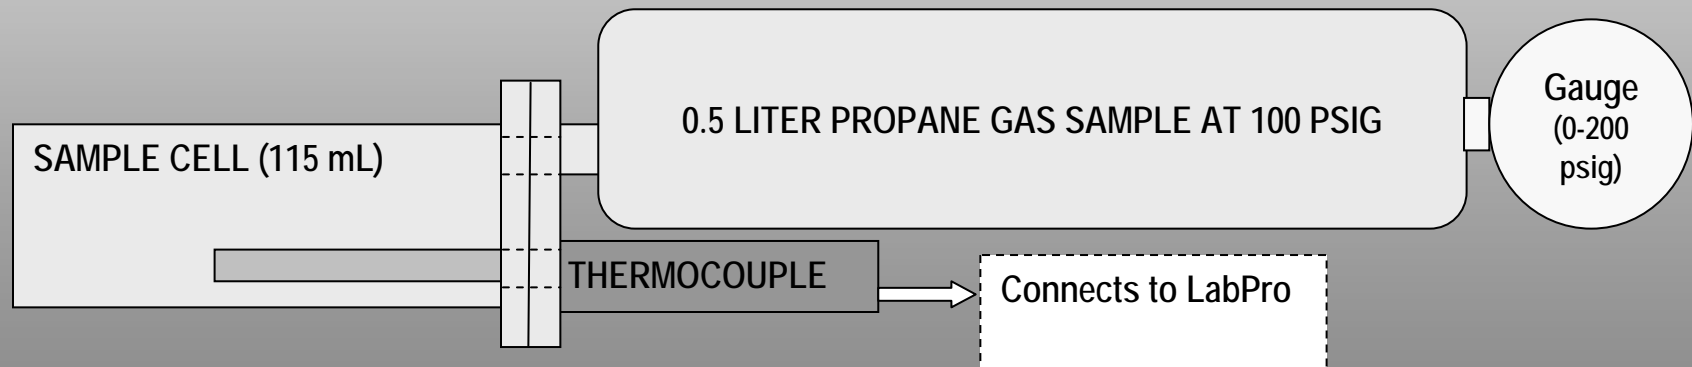 SAMPLE CELL (115 mL)
0.5 LITER PROPANE GAS SAMPLE AT 100 PSIG
Gauge
(0-200
psig)
THERMOCOUPLE
Connects to LabPro